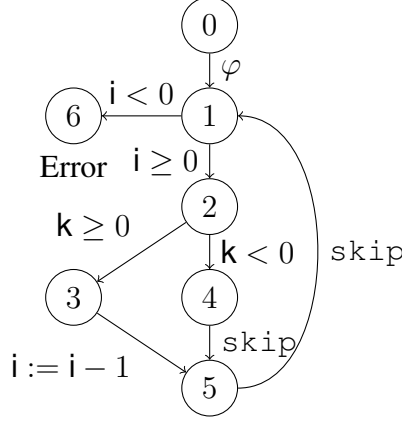 0
φ
i < 0
6
1
Error
i ≥ 0
2
k ≥ 0
k < 0
skip
3
4
skip
i := i − 1
5